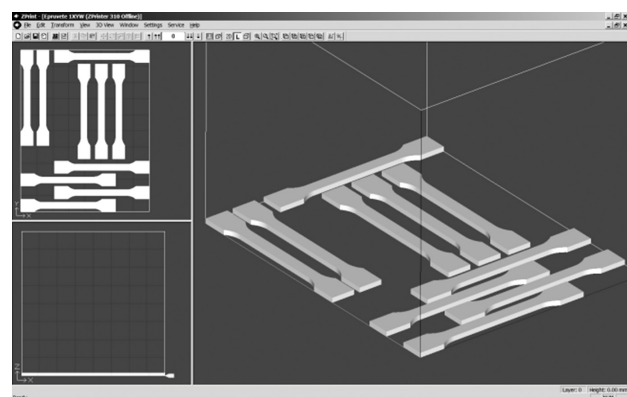 ZPrint - [Epruvete 1XYW (ZPrinter 310 Offline)]
File Edit Transform View 3D View Window Settings Service Help
0
Y
X
Z
X
Layer: 0 Height: 0.00 mm